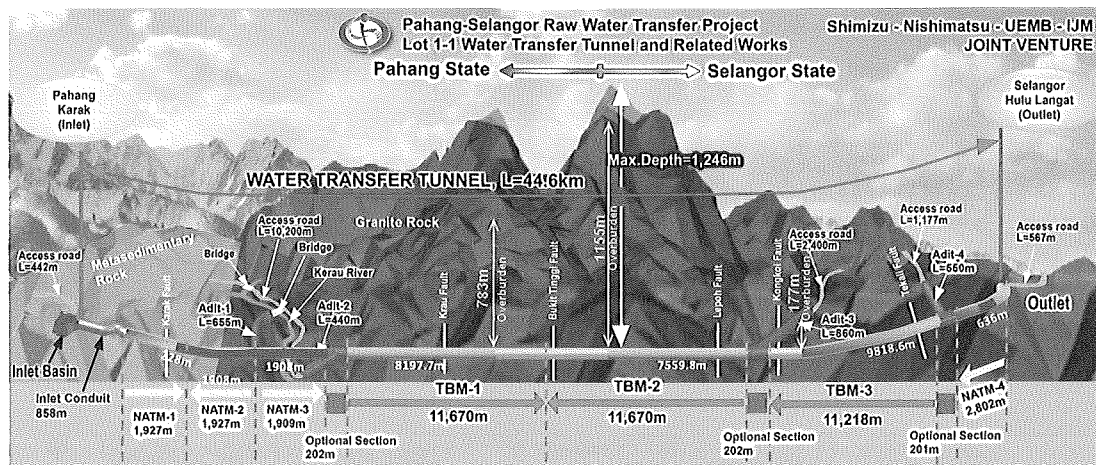 Pahang-Selangor Raw Water Transfer Project
Lot 1-1 Water Transfer Tunnel and Related Works
Shimizu - Nishimatsu - UEMB - IJM
JOINT VENTURE
Pahang State
Selangor State
Pahang
Karak
(Inlet)
Selangor
Hulu Langat
(Outlet)
Max.Depth=1,246m
WATER TRANSFER TUNNEL, L=44.6km
Access road
L=442m
Metasedimentary
Rock
Bridge
Access road
L=10,200m
Bridge
Granite Rock
Kerau River
Adit-1
L=655m
Adit-2
L=440m
Karak Fault
Krau Fault
783m
Overburden
Bukit Tinggi Fault
1155m
Overburden
Lepoh Fault
Kongkoi Fault
177m
Overburden
Access road
L=2,400m
Adit-3
L=860m
Access road
L=1,177m
Adit-4
Access road
L=567m
Outlet
636m
Inlet Basin
Inlet Conduit
858m
8197.7m
7559.8m
9818.6m
NATM-1
1,927m
NATM-2
1,927m
NATM-3
1,909m
TBM-1
11,670m
TBM-2
11,670m
TBM-3
11,218m
NATM-4
2,802m
Optional Section
202m
Optional Section
202m
Optional Section
201m